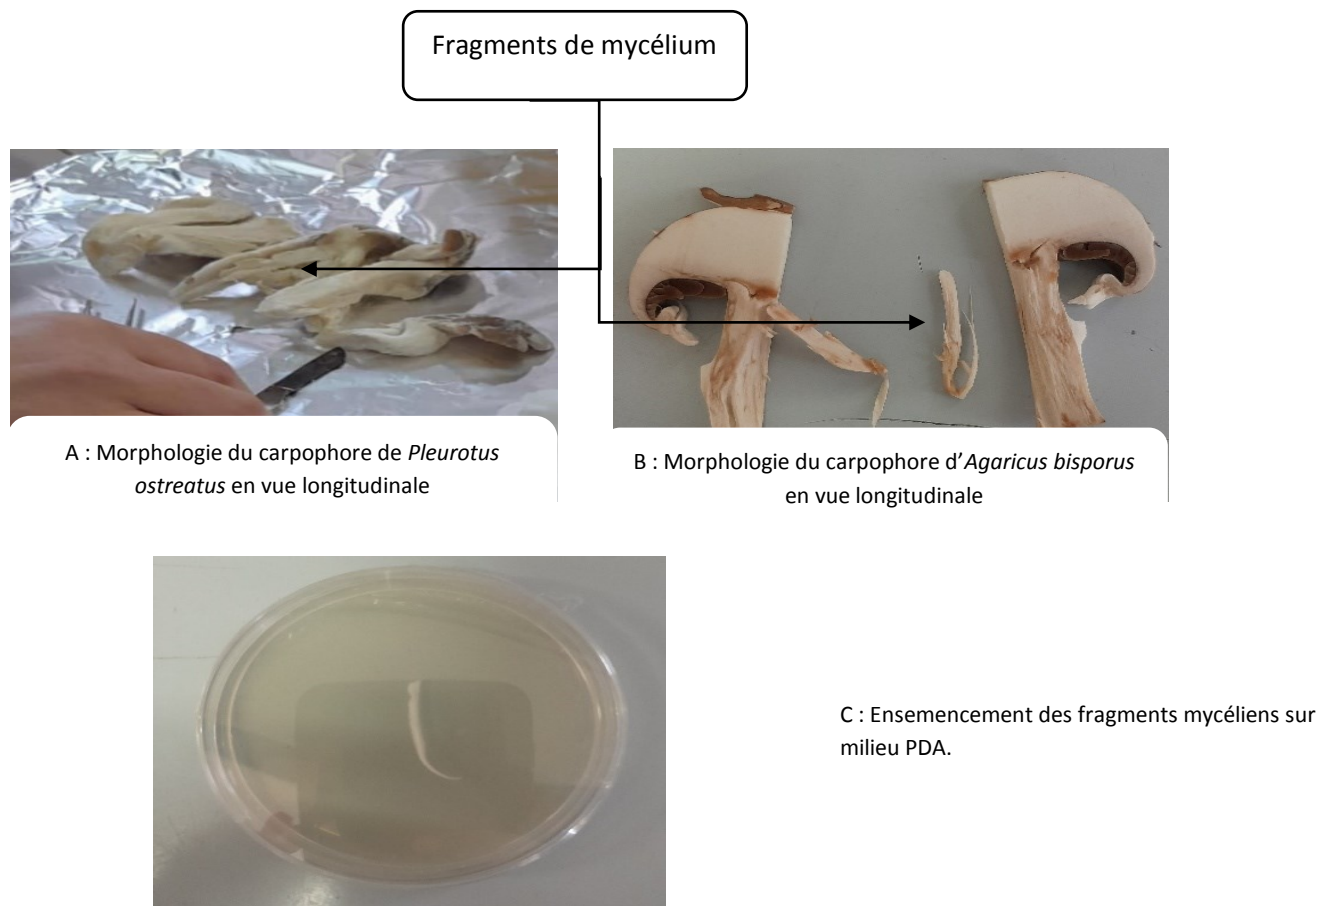 Fragments de mycélium
A : Morphologie du carpophore de Pleurotus
ostreatus en vue longitudinale
B : Morphologie du carpophore d’Agaricus bisporus
en vue longitudinale
C : Ensemencement des fragments mycéliens sur
milieu PDA.